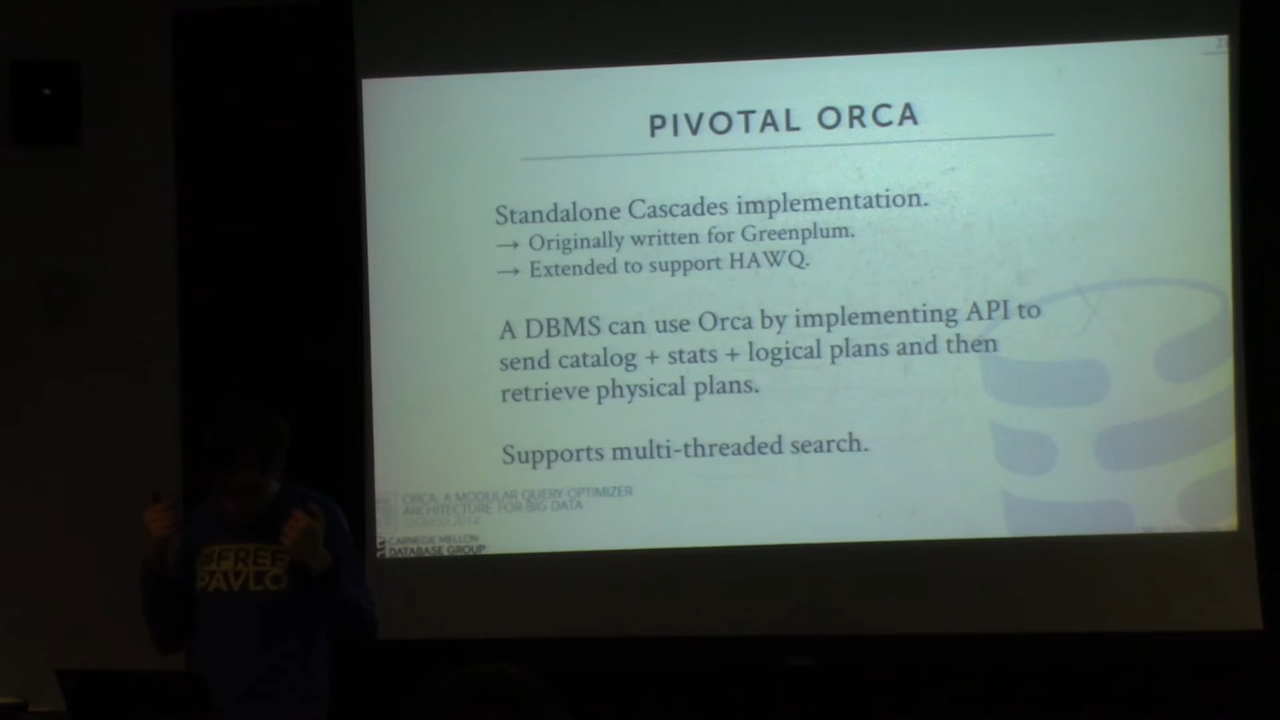 PIVOTAL ORCA
Standalone Cascades implementation.
→ Originally written for Greenplum.
→ Extended to support HAWQ.
A DBMS can use Orca by implementing API to
send catalog + stats + logical plans and then
retrieve physical plans.
Supports multi-threaded search.
ORCA: A MODULAR QUERY OPTIMIZER
ARCHITECTURE FOR BIG DATA
SIGMOD 2014
CARNEGIE MELLON
DATABASE GROUP
#FREE
PAVLO